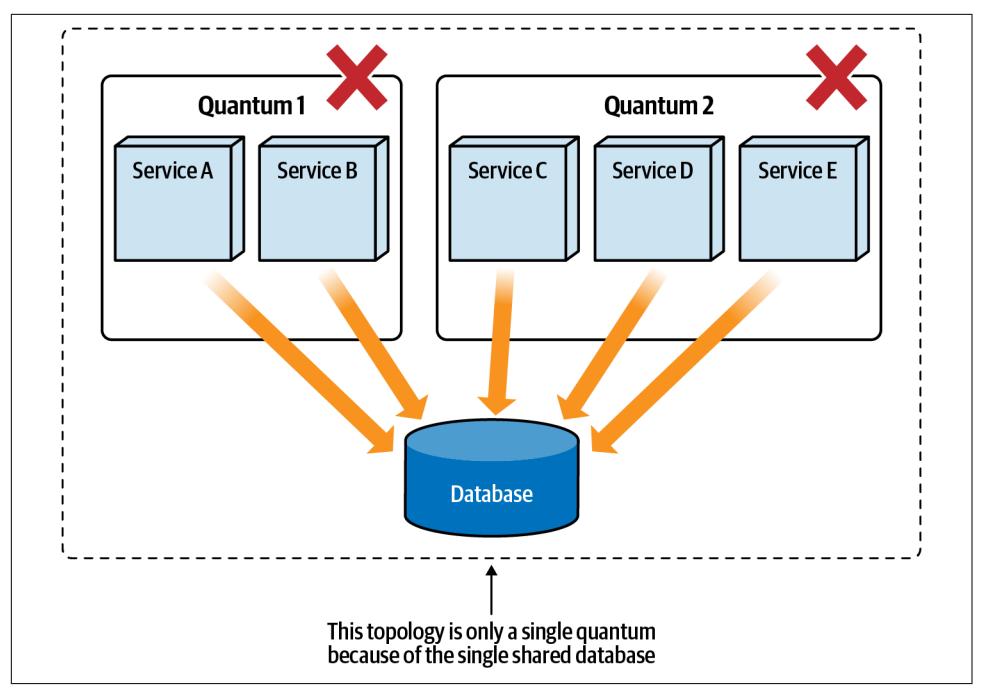 Quantum 1
Quantum 2
Service A
Service B
Service C
Service D
Service E
Database
This topology is only a single quantum
because of the single shared database